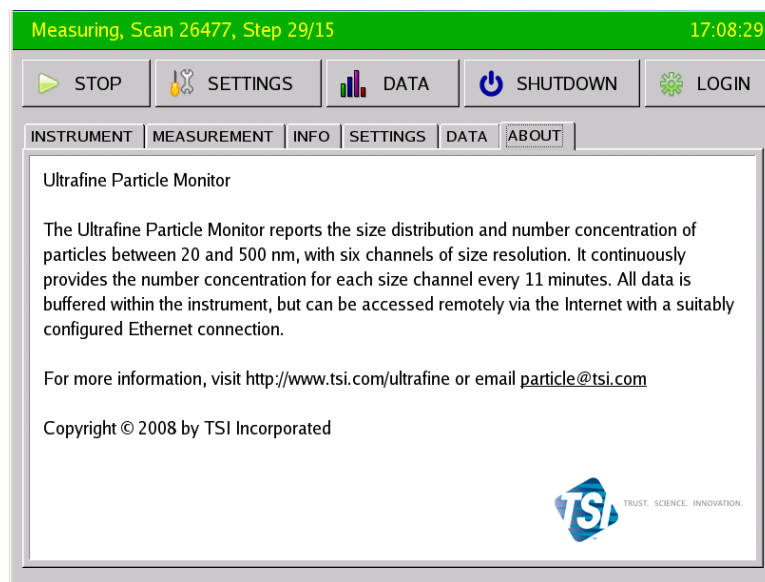 Measuring, Scan 26477, Step 29/15 17:08:29
STOP SETTINGS DATA SHUTDOWN LOGIN
INSTRUMENT MEASUREMENT INFO SETTINGS DATA ABOUT
Ultrafine Particle Monitor
The Ultrafine Particle Monitor reports the size distribution and number concentration of
particles between 20 and 500 nm, with six channels of size resolution. It continuously
provides the number concentration for each size channel every 11 minutes. All data is
buffered within the instrument, but can be accessed remotely via the Internet with a suitably
configured Ethernet connection.
For more information, visit http://www.tsi.com/ultrafine or email particle@tsi.com
Copyright © 2008 by TSI Incorporated
TSI TRUST. SCIENCE. INNOVATION.